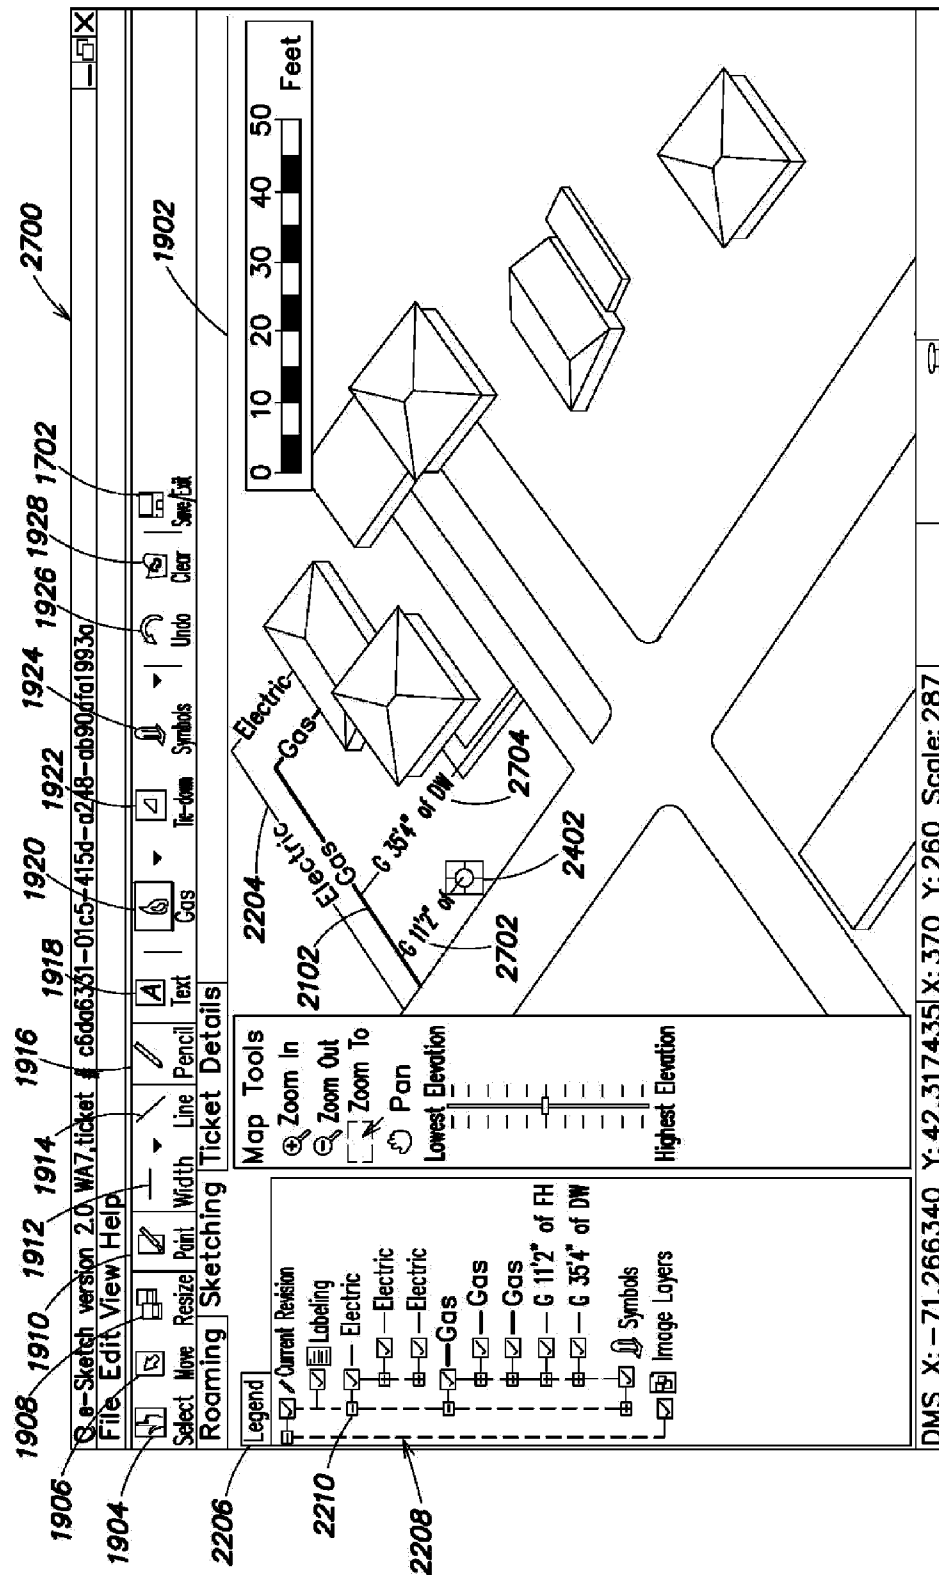 2700
e-Sketch version 2.0, WA7, ticket # c6da6331-01c5-415d-a248-ab90dfa1993a
File Edit View Help
1904
1906
1908
1910
1912
1914
1916
1918
1920
1922
1924
1926
1928
1702
Select Move Resize Paint Width Line Pencil Text Gas Tie-down Symbols Undo Clear Save/Exit
Roaming Sketching Ticket Details
1902
2206
Legend
Current Revision
Labeling
Electric
Electric
Electric
Gas
Gas
Gas
G 11'2" of FH
G 35'4" of DW
Symbols
Image Layers
2210
2208
Map Tools
Zoom In
Zoom Out
Zoom To
Pan
Lowest Elevation
Highest Elevation
0 10 20 30 40 50
Feet
2204
2102
Electric
Electric
Gas
Gas
G 11'2" of
G 35'4" of DW
2702
2704
2402
DMS X: -71.266340 Y: 42.317435 X: 370 Y: 260 Scale: 287